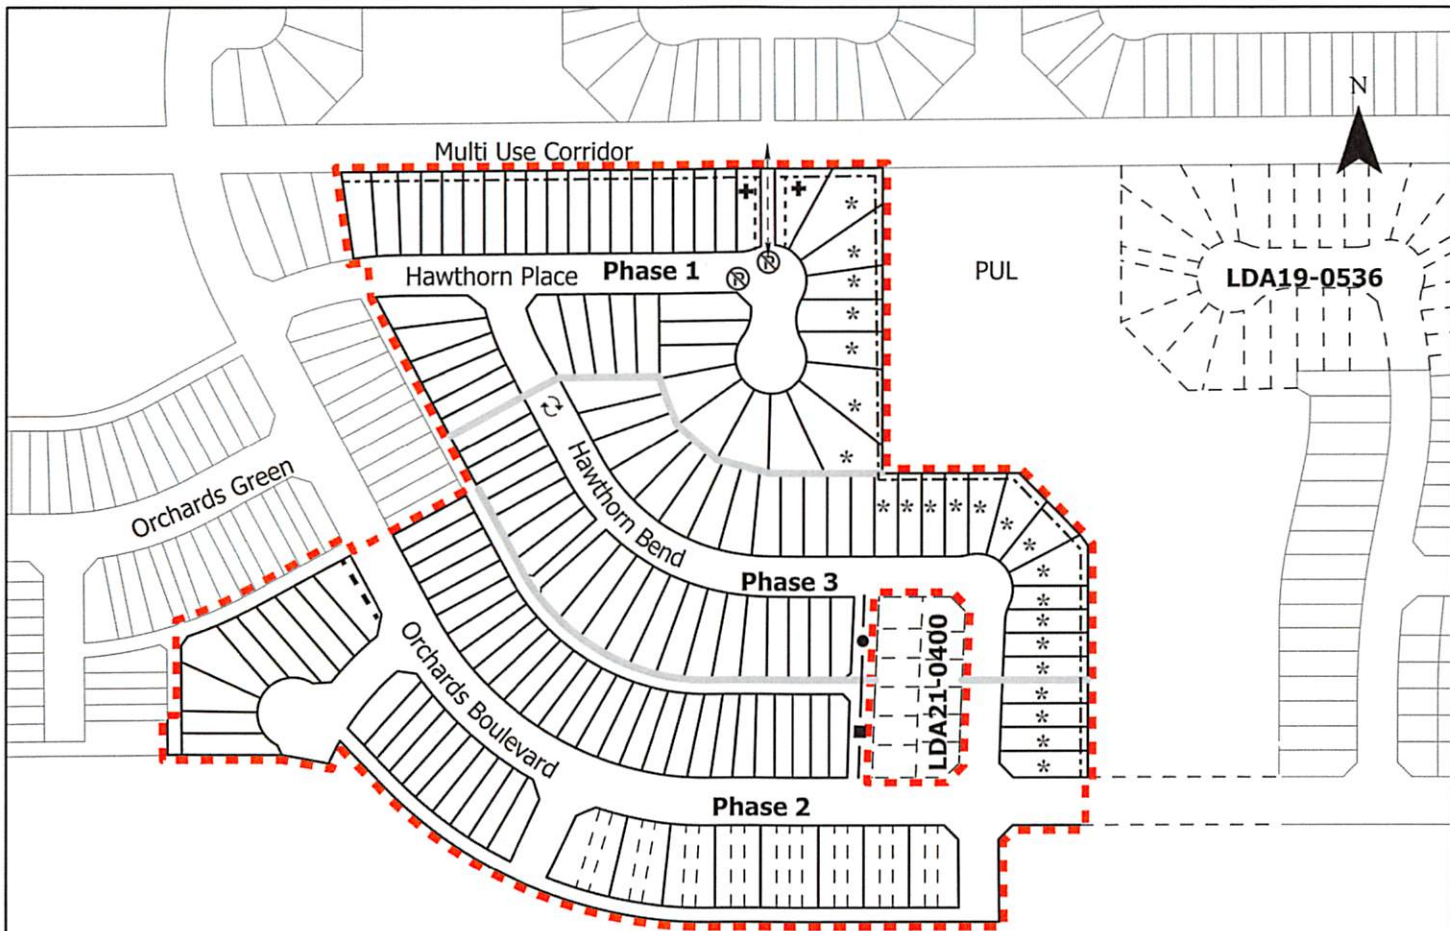 N
Multi Use Corridor
Hawthorn Place
Phase 1
PUL
LDA19-0536
Orchards Green
Hawthorn Bend
Phase 3
LDA21-0400
Orchards Boulevard
Phase 2